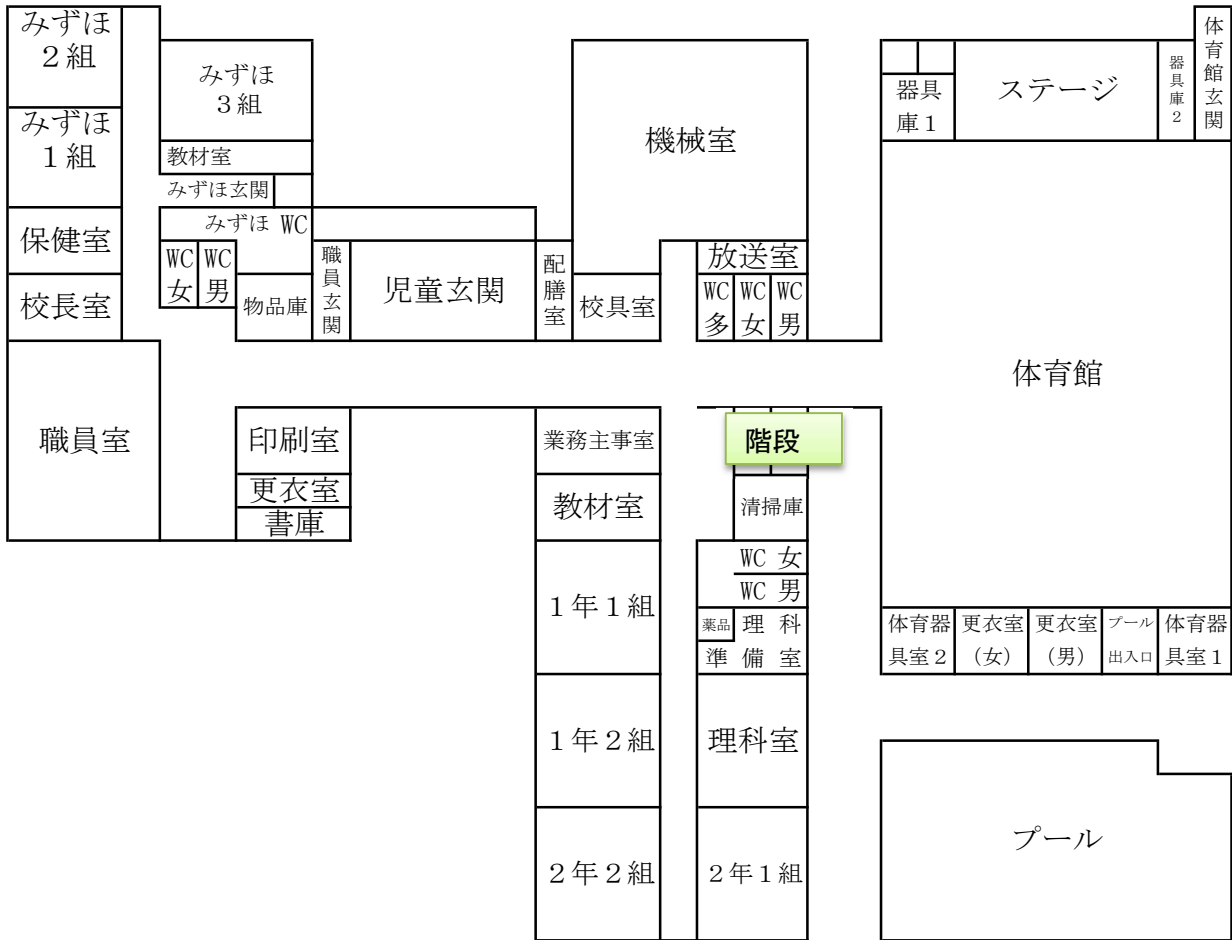 みずほ
２組
みずほ
１組
保健室
校長室
職員室
みずほ
３組
教材室
みずほ玄関
みずほ WC
WC
女
WC
男
物品庫
職員玄関
児童玄関
配膳室
校具室
機械室
放送室
WC
多
WC
女
WC
男
印刷室
更衣室
書庫
業務主事室
教材室
１年１組
１年２組
２年２組
階段
清掃庫
WC 女
WC 男
薬品
理 科
準 備 室
理科室
２年１組
器具
庫１
ステージ
器具庫2
体育館玄関
体育館
体育器
具室２
更衣室
（女）
更衣室
（男）
プール
出入口
体育器
具室１
プール